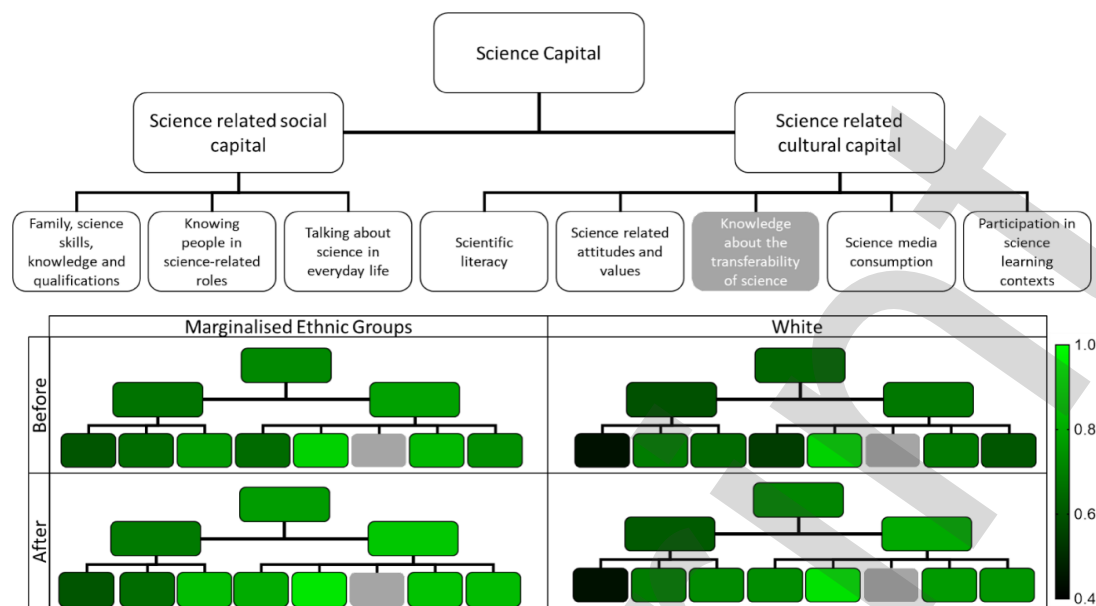 Science Capital
Science related social
capital
Science related
cultural capital
Family, science
skills,
knowledge and
qualifications
Knowing
people in
science-related
roles
Talking about
science in
everyday life
Scientific
literacy
Science related
attitudes and
values
Knowledge
about the
transferability
of science
Science media
consumption
Participation in
science
learning
contexts
Marginalised Ethnic Groups
White
Before
After
1.0
0.8
0.6
0.4